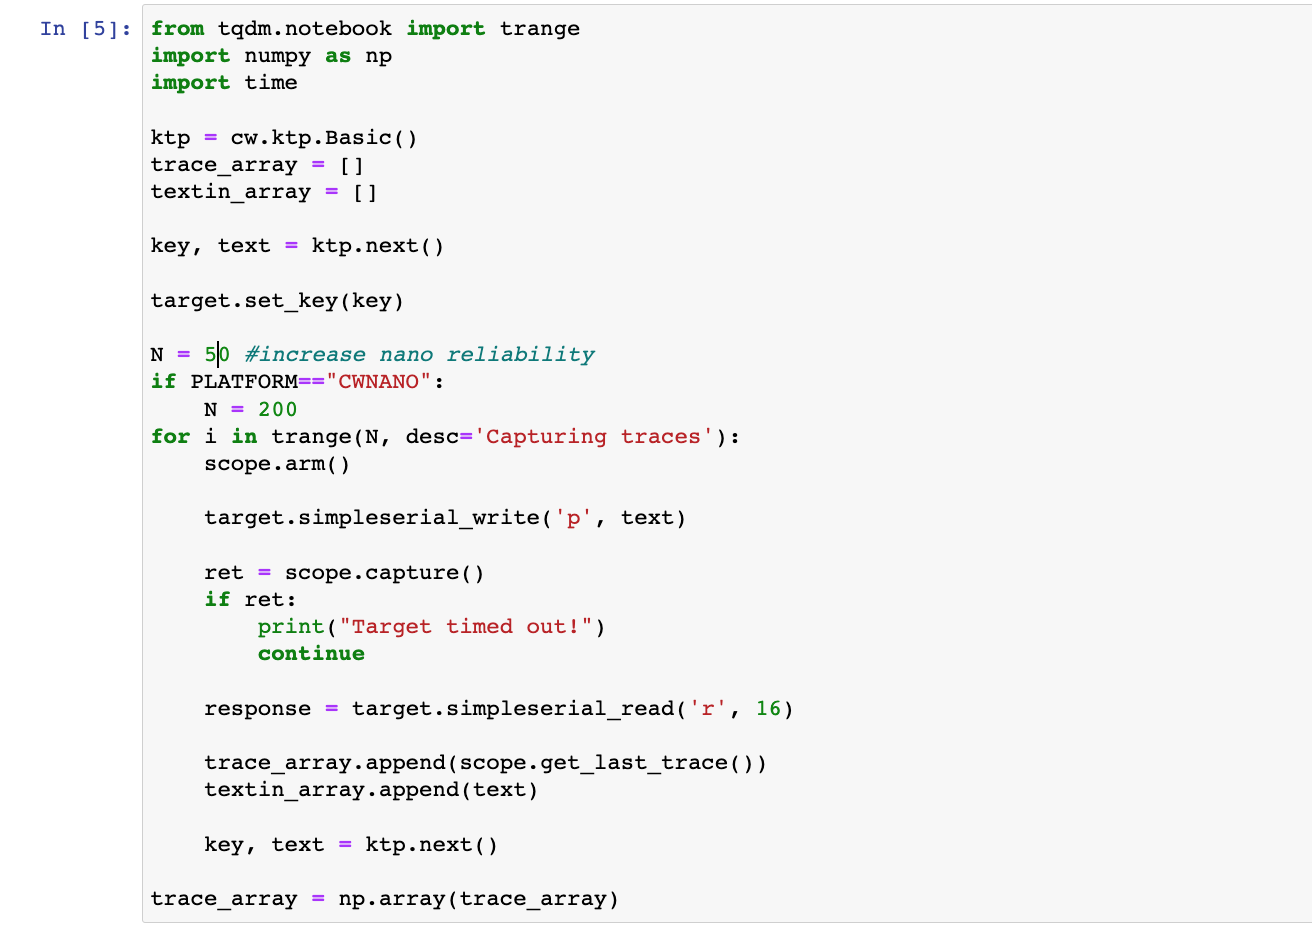 In [5]: from tqdm.notebook import trange
import numpy as np
import time

ktp = cw.ktp.Basic()
trace_array = []
textin_array = []

key, text = ktp.next()

target.set_key(key)

N = 50 #increase nano reliability
if PLATFORM=="CWNANO":
    N = 200
for i in trange(N, desc='Capturing traces'):
    scope.arm()

    target.simpleserial_write('p', text)

    ret = scope.capture()
    if ret:
        print("Target timed out!")
        continue

    response = target.simpleserial_read('r', 16)

    trace_array.append(scope.get_last_trace())
    textin_array.append(text)

    key, text = ktp.next()

trace_array = np.array(trace_array)